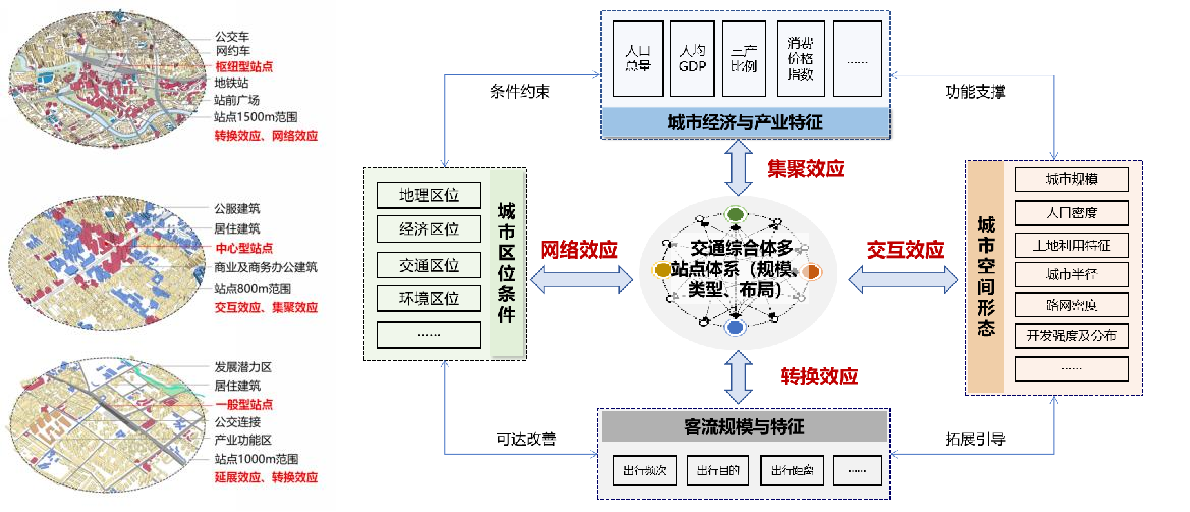 公交车
网约车
枢纽型站点
地铁站
站前广场
站点1500m范围
转换效应、网络效应
公服建筑
居住建筑
中心型站点
商业及商务办公建筑
站点800m范围
交互效应、集聚效应
发展潜力区
居住建筑
一般型站点
公交连接
产业功能区
站点1000m范围
延展效应、转换效应
人口
总量
人均
GDP
三产
比例
消费
价格
指数
……
城市经济与产业特征
条件约束
功能支撑
集聚效应
地理区位
经济区位
交通区位
环境区位
……
城市区位条件
网络效应
交通综合体多
站点体系（规模、
类型、布局）
交互效应
城市空间形态
城市规模
人口密度
土地利用特征
城市半径
路网密度
开发强度及分布
……
转换效应
可达改善
拓展引导
客流规模与特征
出行频次
出行目的
出行距离
……